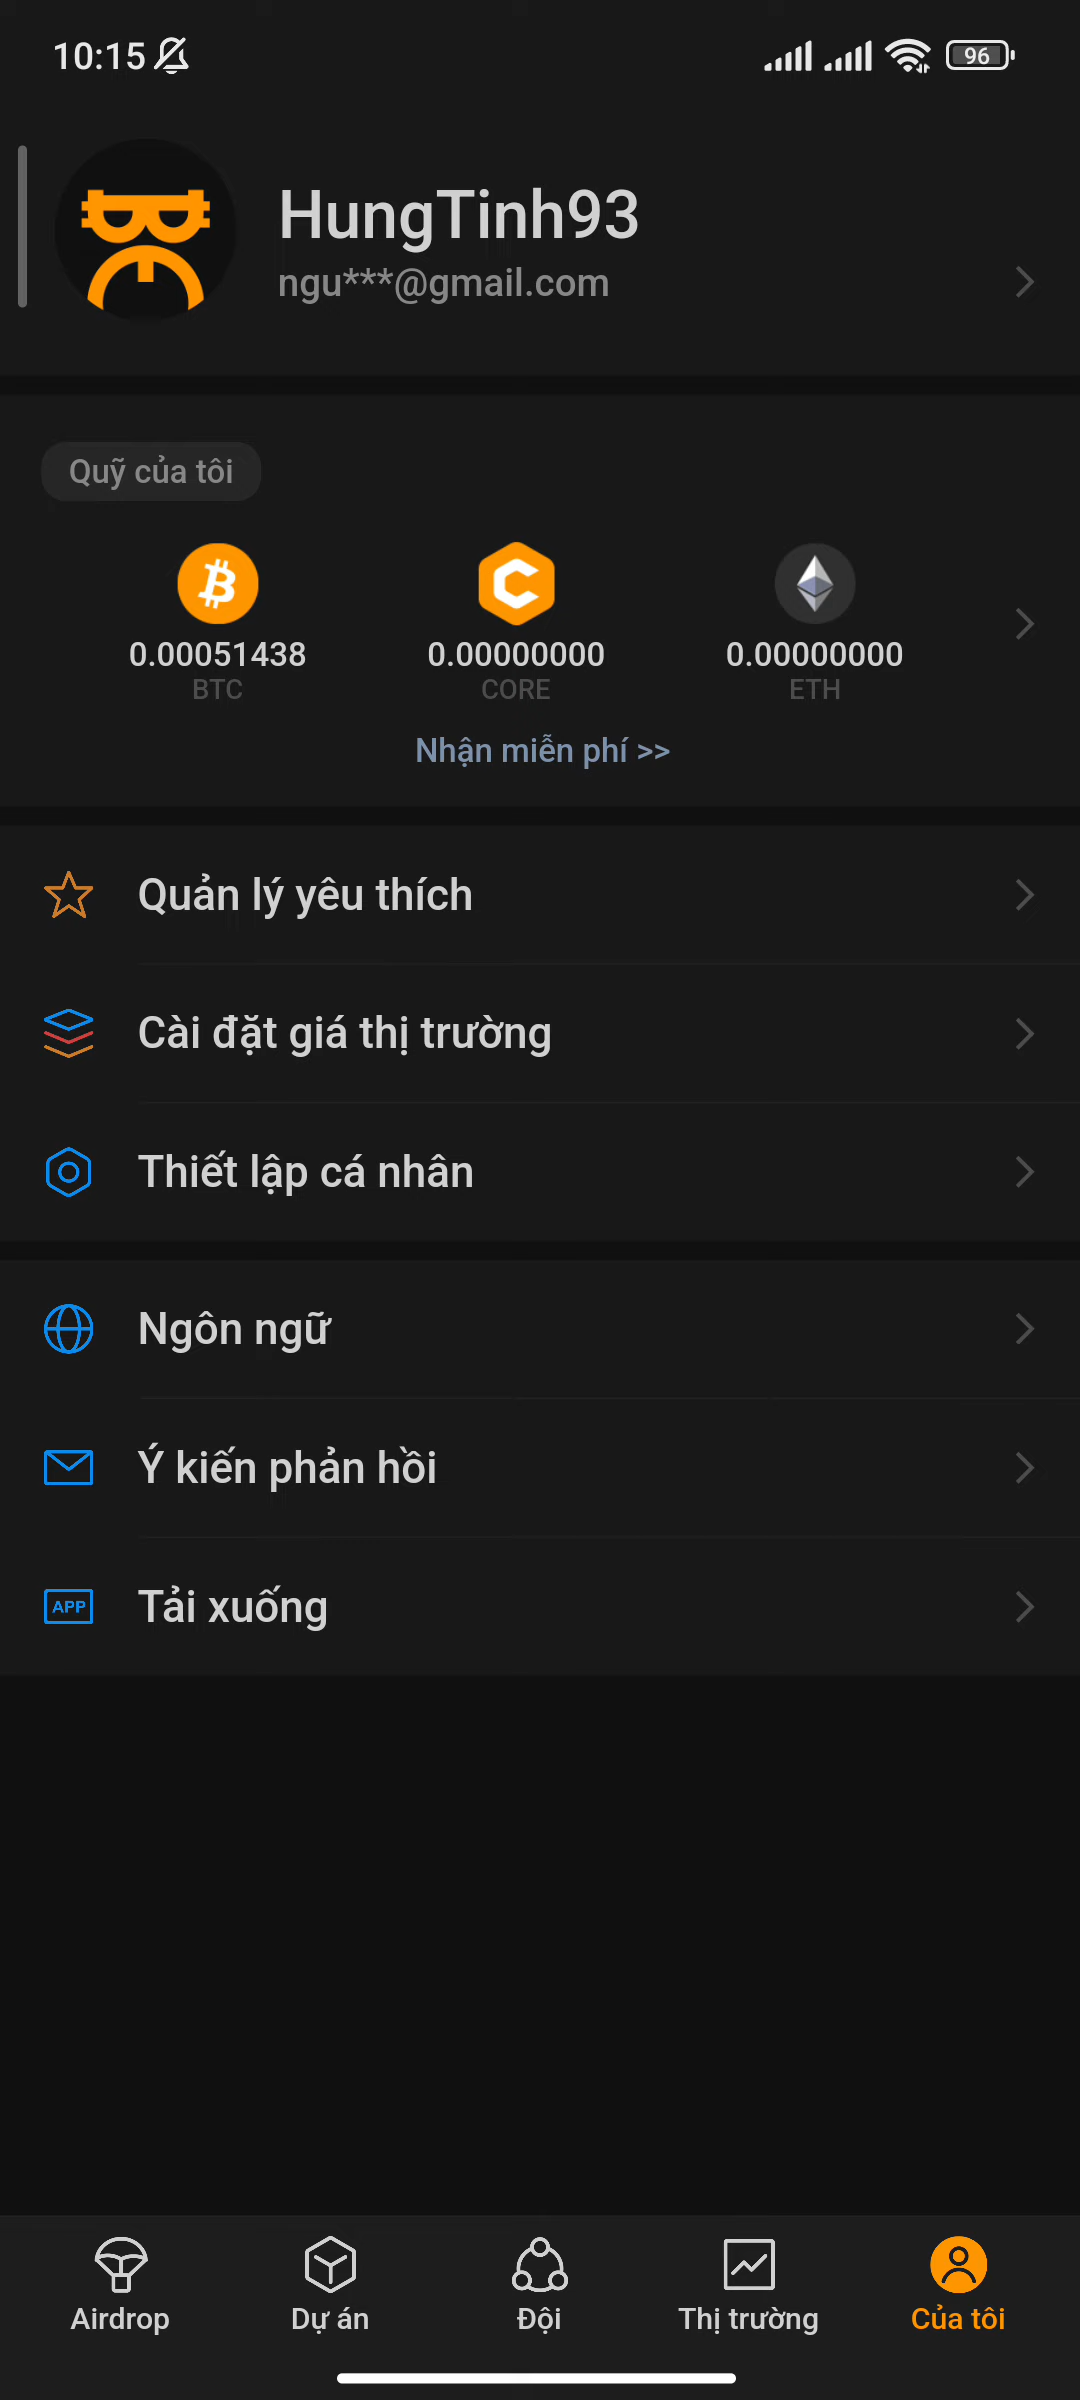 10:15
96
HungTinh93
ngu***@gmail.com
Quỹ của tôi
0.00051438
BTC
0.00000000
CORE
0.00000000
ETH
Nhận miễn phí >>
Quản lý yêu thích
Cài đặt giá thị trường
Thiết lập cá nhân
Ngôn ngữ
Ý kiến phản hồi
APP
Tải xuống
Airdrop
Dự án
Đội
Thị trường
Của tôi